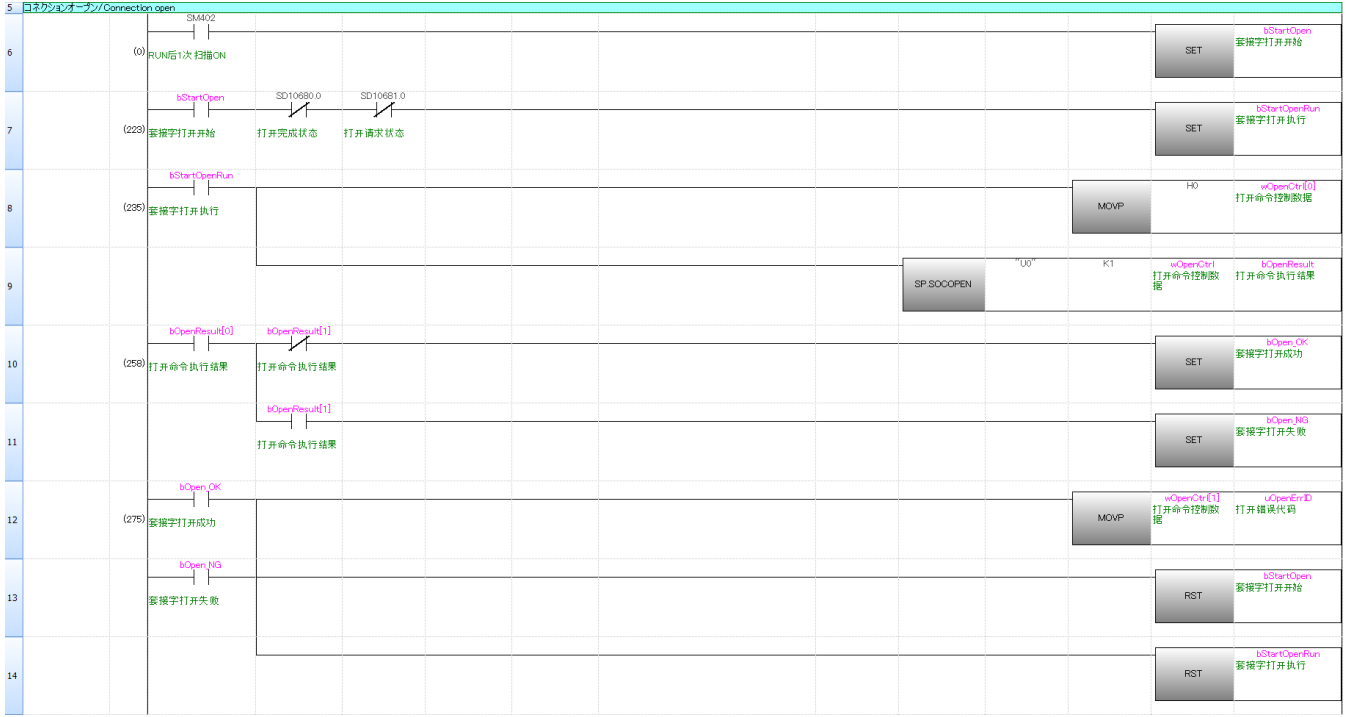 5 コネクションオープン/Connection open
SM402
bStartOpen
6 (0) RUN后1次扫描ON SET 套接字打开开始
bStartOpen SD10680.0 SD10681.0
bStartOpenRun
7 (223) 套接字打开开始 打开完成状态 打开请求状态 SET 套接字打开执行
bStartOpenRun
H0 wOpenCtrl[0]
8 (235) 套接字打开执行 MOVP 打开命令控制数据
"U0" K1 wOpenCtrl bOpenResult
9 SP.SOCOPEN 打开命令控制数 打开命令执行结果
据
bOpenResult[0] bOpenResult[1]
bOpen_OK
10 (258) 打开命令执行结果 打开命令执行结果 SET 套接字打开成功
bOpenResult[1]
bOpen_NG
11 打开命令执行结果 SET 套接字打开失败
bOpen_OK
wOpenCtrl[1] uOpenErrID
12 (275) 套接字打开成功 MOVP 打开命令控制数 打开错误代码
据
bOpen_NG
bStartOpen
13 套接字打开失败 RST 套接字打开开始
bStartOpenRun
14 RST 套接字打开执行